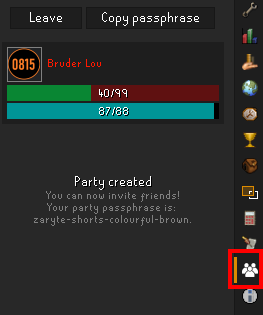 Leave Copy passphrase
0815 Bruder Lou
40/99
87/88
Party created
You can now invite friends!
Your party passphrase is:
zaryte-shorts-colourful-brown.